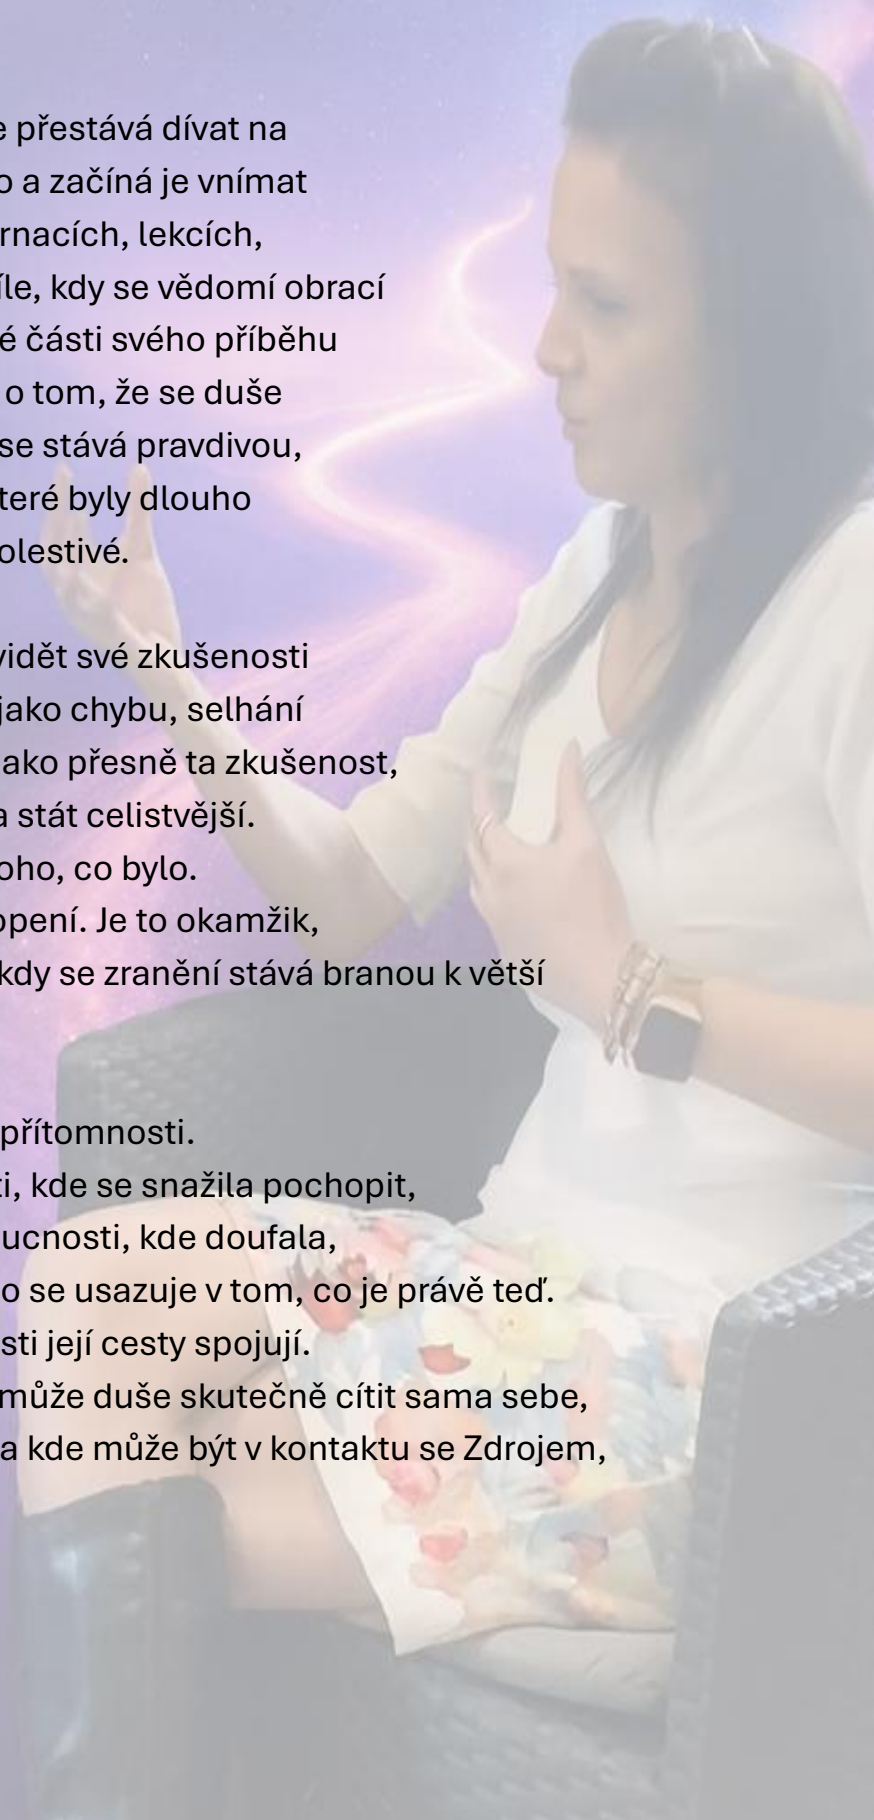 e přestává dívat na
o a začíná je vnímat
rnacích, lekcích,
íle, kdy se vědomí obrací
é části svého příběhu
o tom, že se duše
se stává pravdivou,
teré byly dlouho
olestivé.
vidět své zkušenosti
jako chybu, selhání
ako přesně ta zkušenost,
a stát celistvější.
oho, co bylo.
opení. Je to okamžik,
kdy se zranění stává branou k větší
přítomnosti.
ti, kde se snažila pochopit,
ucnosti, kde doufala,
o se usazuje v tom, co je právě teď.
sti její cesty spojují.
může duše skutečně cítit sama sebe,
a kde může být v kontaktu se Zdrojem,